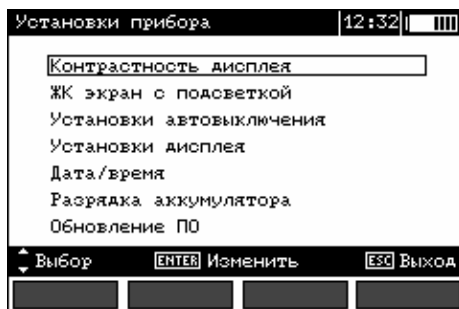 Установки прибора 12:32
Контрастность дисплея
ЖК экран с подсветкой
Установки автовыключения
Установки дисплея
Дата/время
Разрядка аккумулятора
Обновление ПО
Выбор ENTER Изменить ESC Выход